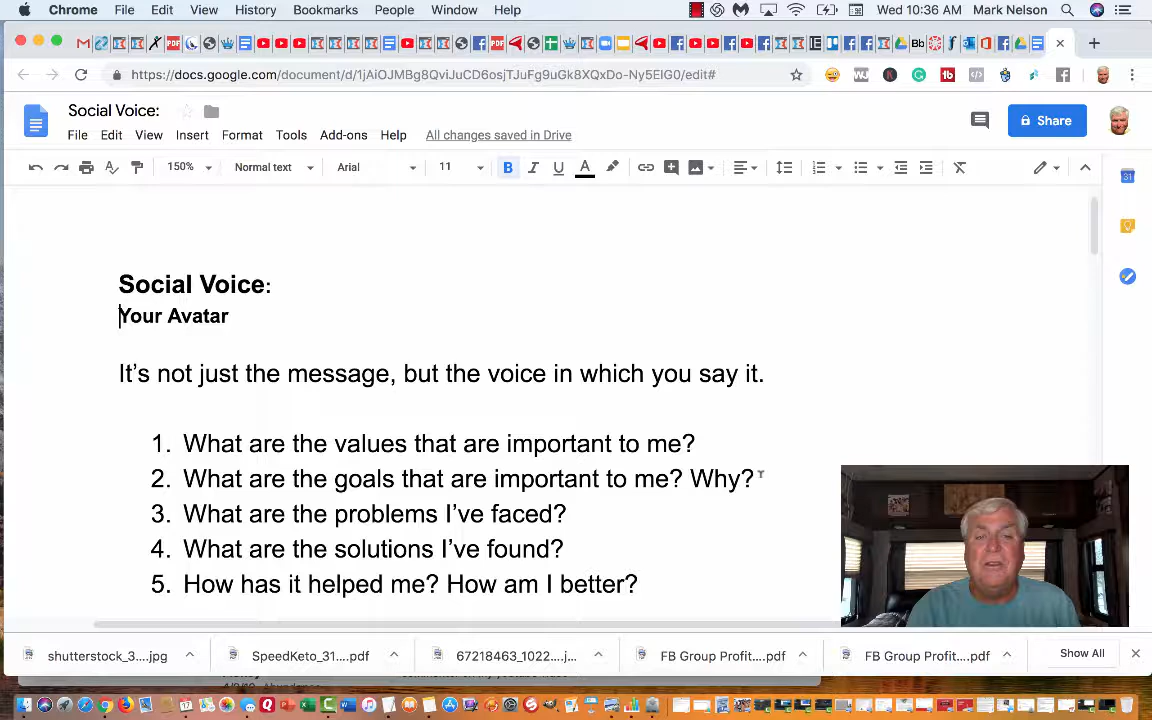 Chrome File Edit View History Bookmarks People Window Help Wed 10:36 AM Mark Nelson
https://docs.google.com/document/d/1jAiOJMBg8QviJuCD6osjTJuFg9uGk8XQxDo-Ny5EIG0/edit#
Social Voice:
File Edit View Insert Format Tools Add-ons Help All changes saved in Drive
Share
150% Normal text Arial 11 B I U A
31
Social Voice:
Your Avatar
It's not just the message, but the voice in which you say it.
1. What are the values that are important to me?
2. What are the goals that are important to me? Why?
3. What are the problems I've faced?
4. What are the solutions I've found?
5. How has it helped me? How am I better?
shutterstock_3....jpg SpeedKeto_31....pdf 67218463_1022....j... FB Group Profit....pdf FB Group Profit....pdf Show All